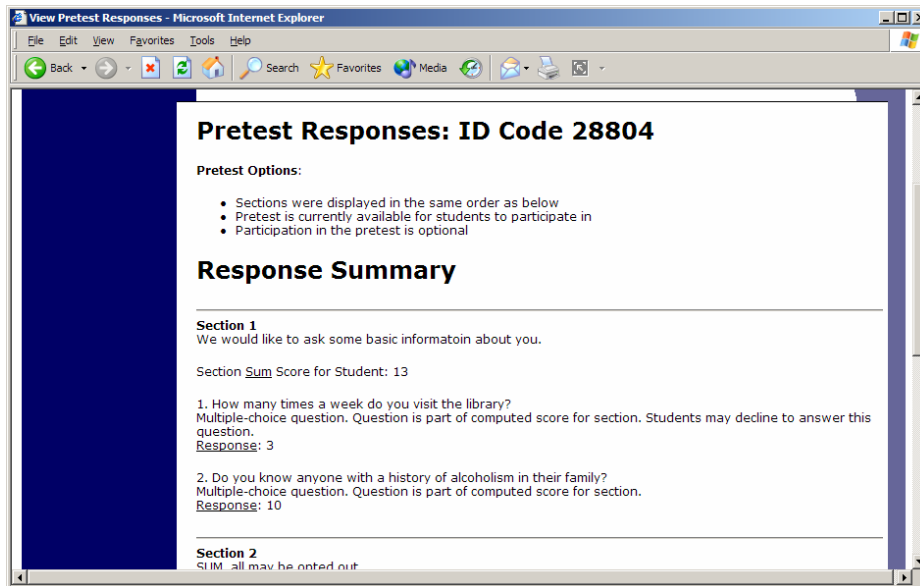 View Pretest Responses - Microsoft Internet Explorer
File Edit View Favorites Tools Help
Back Search Favorites Media
Pretest Responses: ID Code 28804
Pretest Options:
• Sections were displayed in the same order as below
• Pretest is currently available for students to participate in
• Participation in the pretest is optional
Response Summary
Section 1
We would like to ask some basic informatoin about you.
Section Sum Score for Student: 13
1. How many times a week do you visit the library?
Multiple-choice question. Question is part of computed score for section. Students may decline to answer this
question.
Response: 3
2. Do you know anyone with a history of alcoholism in their family?
Multiple-choice question. Question is part of computed score for section.
Response: 10
Section 2
SUM, all may be opted out